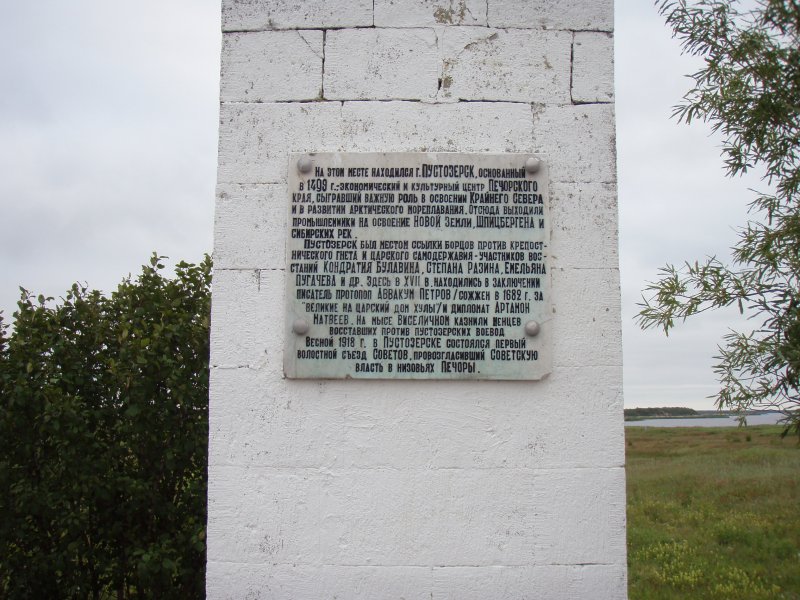 На этом месте находился г. Пустозерск, основанный
в 1499 г.-экономический и культурный центр Печорского
края, сыгравший важную роль в освоении Крайнего Севера
и в развитии арктического мореплавания. Отсюда выходили
промышленники на освоение Новой Земли, Шпицбергена и
сибирских рек.
Пустозерск был местом ссылки борцов против крепост-
нического гнета и царского самодержавия-участников вос-
станий Кондратия Булавина, Степана Разина, Емельяна
Пугачева и др. Здесь в XVII в. находились в заключении
писатель протопоп Аввакум Петров/сожжен в 1682 г. за
"великие на царский дом хулы"/и дипломат Артамон
Матвеев. На мысе Виселичном казнили ненцев
восставших против пустозерских воевод
Весной 1918 г. в Пустозерске состоялся первый
волостной съезд Советов, провозгласивший Советскую
власть в низовьях Печоры.